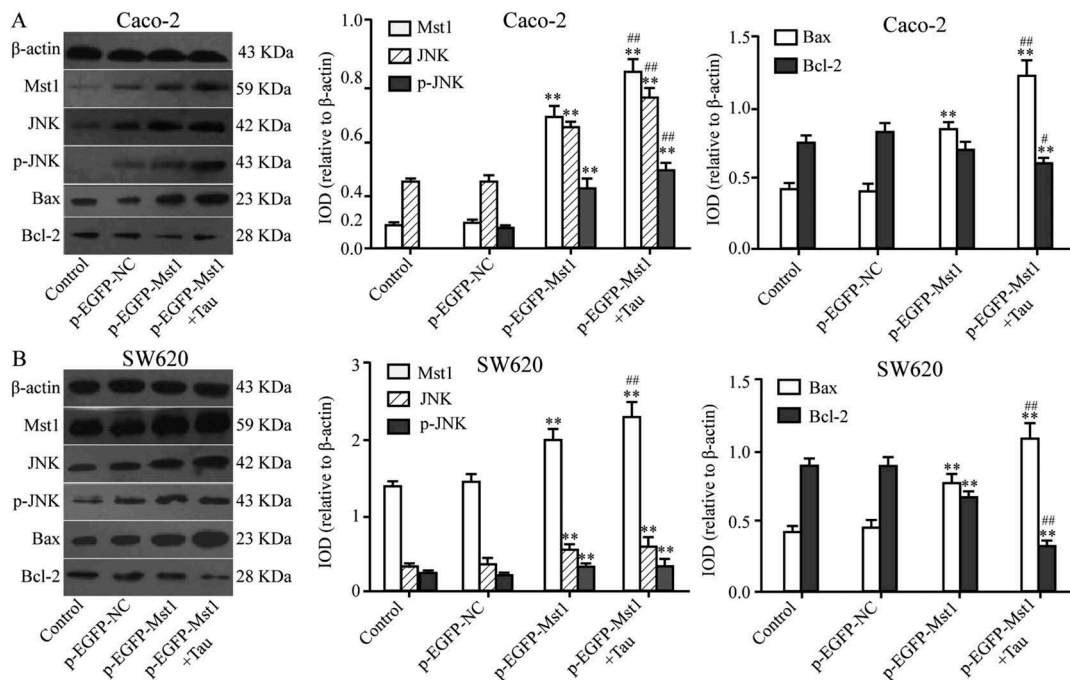 A
Caco-2
β-actin
43 KDa
Mst1
59 KDa
JNK
42 KDa
p-JNK
43 KDa
Bax
23 KDa
Bcl-2
28 KDa
Control
p-EGFP-NC
p-EGFP-Mst1
p-EGFP-Mst1
+Tau
Caco-2
Mst1
JNK
p-JNK
IOD (relative to β-actin)
1.0
0.8
0.6
0.4
0.2
0.0
**
**
**
##
**
##
**
##
**
Control
p-EGFP-NC
p-EGFP-Mst1
p-EGFP-Mst1
+Tau
Caco-2
Bax
Bcl-2
IOD (relative to β-actin)
1.5
1.0
0.5
0.0
**
##
**
#
**
Control
p-EGFP-NC
p-EGFP-Mst1
p-EGFP-Mst1
+Tau
B
SW620
β-actin
43 KDa
Mst1
59 KDa
JNK
42 KDa
p-JNK
43 KDa
Bax
23 KDa
Bcl-2
28 KDa
Control
p-EGFP-NC
p-EGFP-Mst1
p-EGFP-Mst1
+Tau
SW620
Mst1
JNK
p-JNK
IOD (relative to β-actin)
3
2
1
0
**
**
**
##
**
**
**
Control
p-EGFP-NC
p-EGFP-Mst1
p-EGFP-Mst1
+Tau
SW620
Bax
Bcl-2
IOD (relative to β-actin)
1.5
1.0
0.5
0.0
**
**
##
**
##
**
Control
p-EGFP-NC
p-EGFP-Mst1
p-EGFP-Mst1
+Tau